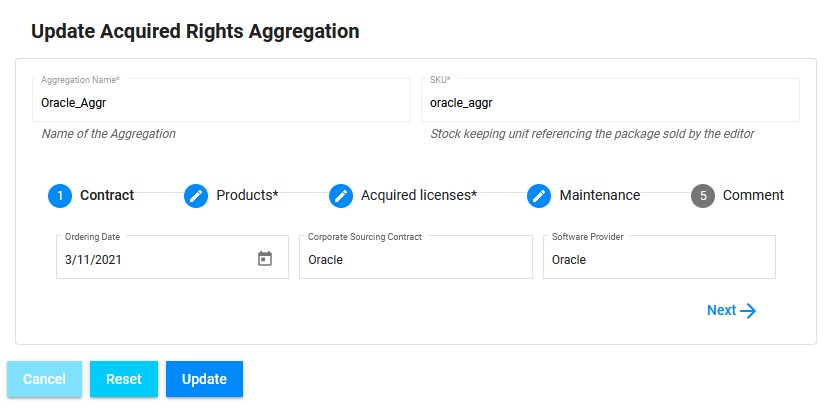 Update Acquired Rights Aggregation
Aggregation Name*
SKU*
Oracle_Aggr
oracle_aggr
Name of the Aggregation
Stock keeping unit referencing the package sold by the editor
1 Contract Products* Acquired licenses* Maintenance 5 Comment
Ordering Date
Corporate Sourcing Contract
Software Provider
3/11/2021
Oracle
Oracle
Next
Cancel Reset Update